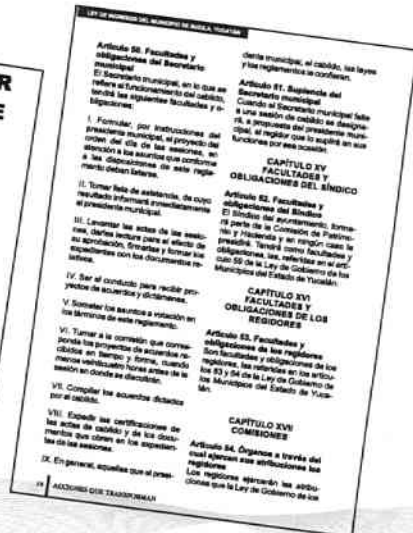 R
E
LEY DE INGRESOS DEL MUNICIPIO DE MÉRIDA, YUCATÁN
Artículo 50. Facultades y
obligaciones del Secretario
municipal
El Secretario municipal, en lo que se
refiere al funcionamiento del cabildo,
tendrá las siguientes facultades y o-
bligaciones:
I. Formular, por instrucciones del
presidente municipal, el proyecto del
orden del día de las sesiones, en
atención a los asuntos que conforme
a las disposiciones de este regla-
mento deban listarse.
II. Tomar lista de asistencia, de cuyo
resultado informará inmediatamente
al presidente municipal.
III. Levantar las actas de las sesio-
nes, darles lectura para el efecto de
su aprobación, firmarlas y formar los
expedientes con los documentos re-
lativos.
IV. Ser el conducto para recibir pro-
yectos de acuerdos y dictámenes.
V. Someter los asuntos a votación en
los términos de este reglamento.
VI. Turnar a la comisión que corres-
ponda los proyectos de acuerdos re-
cibidos en tiempo y forma, cuando
menos veinticuatro horas antes de la
sesión en donde se discutirán.
VII. Compilar los acuerdos dictados
por el cabildo.
VIII. Expedir las certificaciones de
las actas de cabildo y de los docu-
mentos que obren en los expedien-
tes de las sesiones.
IX. En general, aquellas que el presi-
dente municipal, el cabildo, las leyes
y los reglamentos le confieran.
Artículo 51. Suplencia del
Secretario municipal
Cuando el Secretario municipal falte
a una sesión de cabildo se designa-
rá, a propuesta del presidente muni-
cipal, al regidor que lo suplirá en sus
funciones por esa ocasión.
CAPÍTULO XV
FACULTADES Y
OBLIGACIONES DEL SÍNDICO
Artículo 52. Facultades y
obligaciones del Síndico
El Síndico del ayuntamiento, forma-
rá parte de la Comisión de Patrimo-
nio y Hacienda y en ningún caso la
presidirá. Tendrá como facultades y
obligaciones, las, referidas en el artí-
culo 59 de la Ley de Gobierno de los
Municipios del Estado de Yucatán.
CAPÍTULO XVI
FACULTADES Y
OBLIGACIONES DE LOS
REGIDORES
Artículo 53. Facultades y
obligaciones de los regidores
Son facultades y obligaciones de los
regidores, las referidas en los artícu-
los 63 y 64 de la Ley de Gobierno de
los Municipios del Estado de Yuca-
tán.
CAPÍTULO XVII
COMISIONES
Artículo 54. Órganos a través del
cual ejercen sus atribuciones los
regidores
Los regidores ejercerán las atribu-
ciones que la Ley de Gobierno de los
ACCIONES QUE TRANSFORMAN